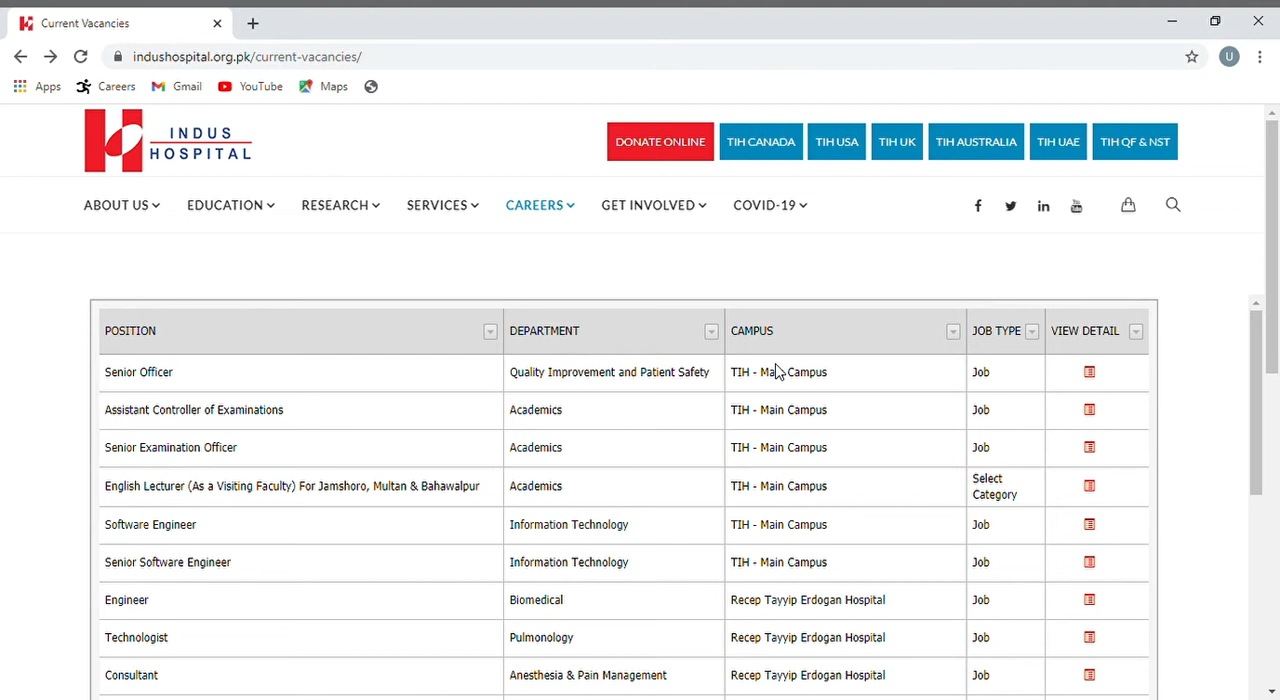 Current Vacancies
indushospital.org.pk/current-vacancies/
U
Apps Careers Gmail YouTube Maps
INDUS
HOSPITAL
DONATE ONLINE TIH CANADA TIH USA TIH UK TIH AUSTRALIA TIH UAE TIH QF & NST
ABOUT US EDUCATION RESEARCH SERVICES CAREERS GET INVOLVED COVID-19
POSITION DEPARTMENT CAMPUS JOB TYPE VIEW DETAIL
Senior Officer Quality Improvement and Patient Safety TIH - Main Campus Job
Assistant Controller of Examinations Academics TIH - Main Campus Job
Senior Examination Officer Academics TIH - Main Campus Job
English Lecturer (As a Visiting Faculty) For Jamshoro, Multan & Bahawalpur Academics TIH - Main Campus Select Category
Software Engineer Information Technology TIH - Main Campus Job
Senior Software Engineer Information Technology TIH - Main Campus Job
Engineer Biomedical Recep Tayyip Erdogan Hospital Job
Technologist Pulmonology Recep Tayyip Erdogan Hospital Job
Consultant Anesthesia & Pain Management Recep Tayyip Erdogan Hospital Job